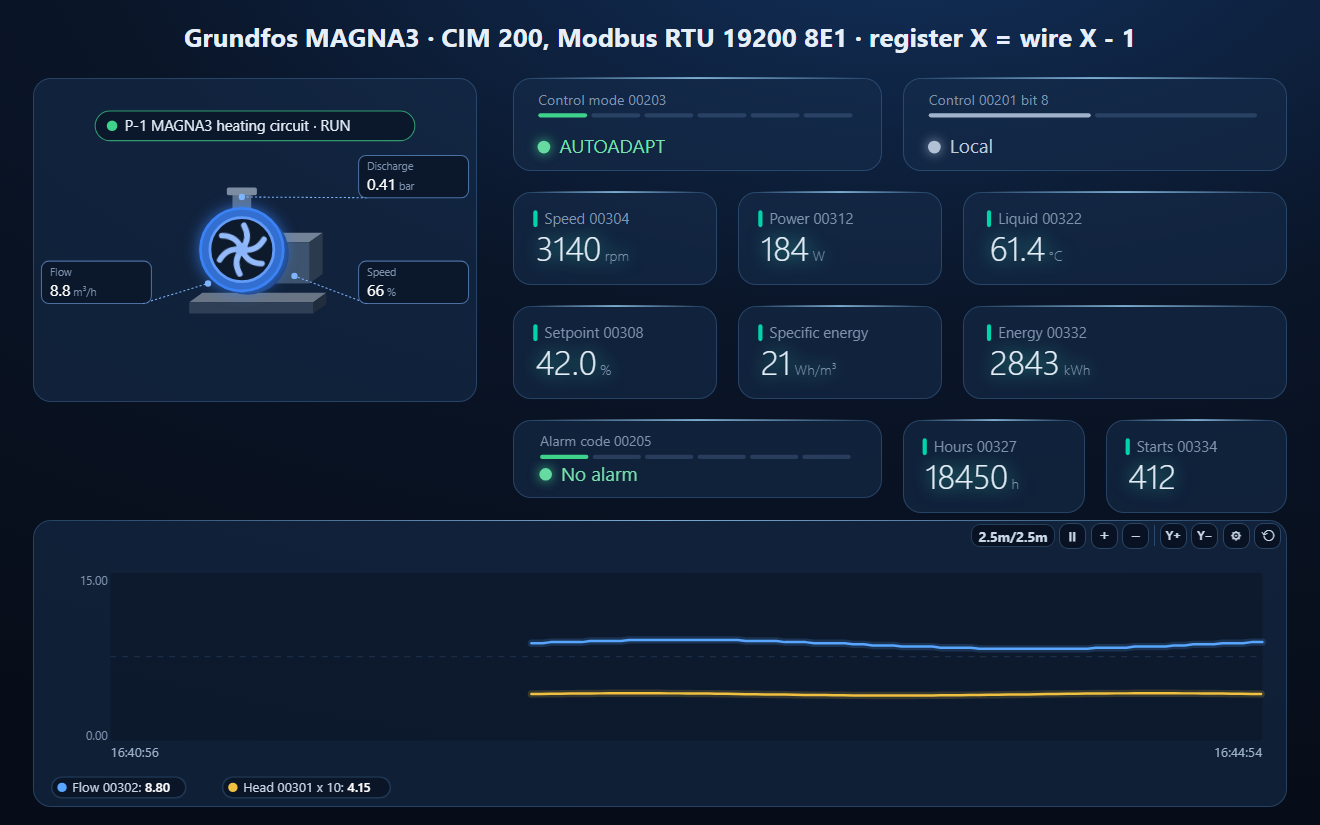 Grundfos MAGNA3 · CIM 200, Modbus RTU 19200 8E1 · register X = wire X - 1
P-1 MAGNA3 heating circuit · RUN
Discharge
0.41 bar
Flow
8.8 m³/h
Speed
66 %
Control mode 00203
AUTOADAPT
Control 00201 bit 8
Local
Speed 00304
3140 rpm
Power 00312
184 W
Liquid 00322
61.4 °C
Setpoint 00308
42.0 %
Specific energy
21 Wh/m³
Energy 00332
2843 kWh
Alarm code 00205
No alarm
Hours 00327
18450 h
Starts 00334
412
2.5m/2.5m
+
−
Y+
Y−
15.00
0.00
16:40:56
16:44:54
Flow 00302: 8.80
Head 00301 x 10: 4.15